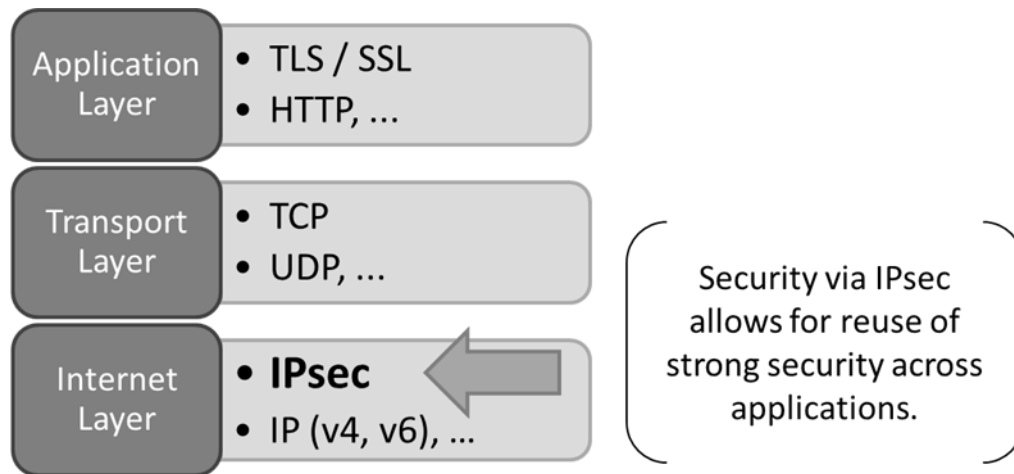 Application
Layer
• TLS / SSL
• HTTP, ...
Transport
Layer
• TCP
• UDP, ...
Internet
Layer
• IPsec
• IP (v4, v6), ...
Security via IPsec
allows for reuse of
strong security across
applications.